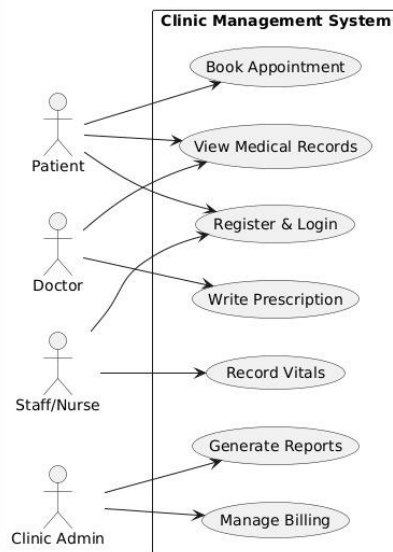 Clinic Management System
Book Appointment
Patient
View Medical Records
Register & Login
Doctor
Write Prescription
Staff/Nurse
Record Vitals
Generate Reports
Clinic Admin
Manage Billing